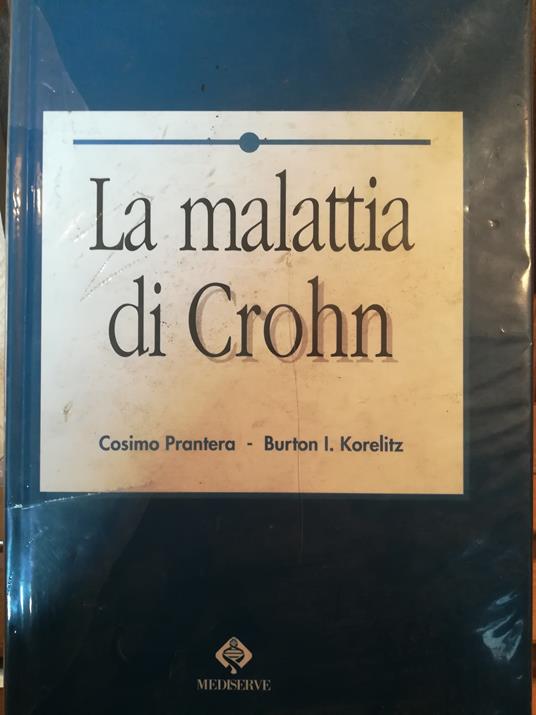 La malattia
di Crohn
Cosimo Prantera - Burton I. Korelitz
MEDISERVE